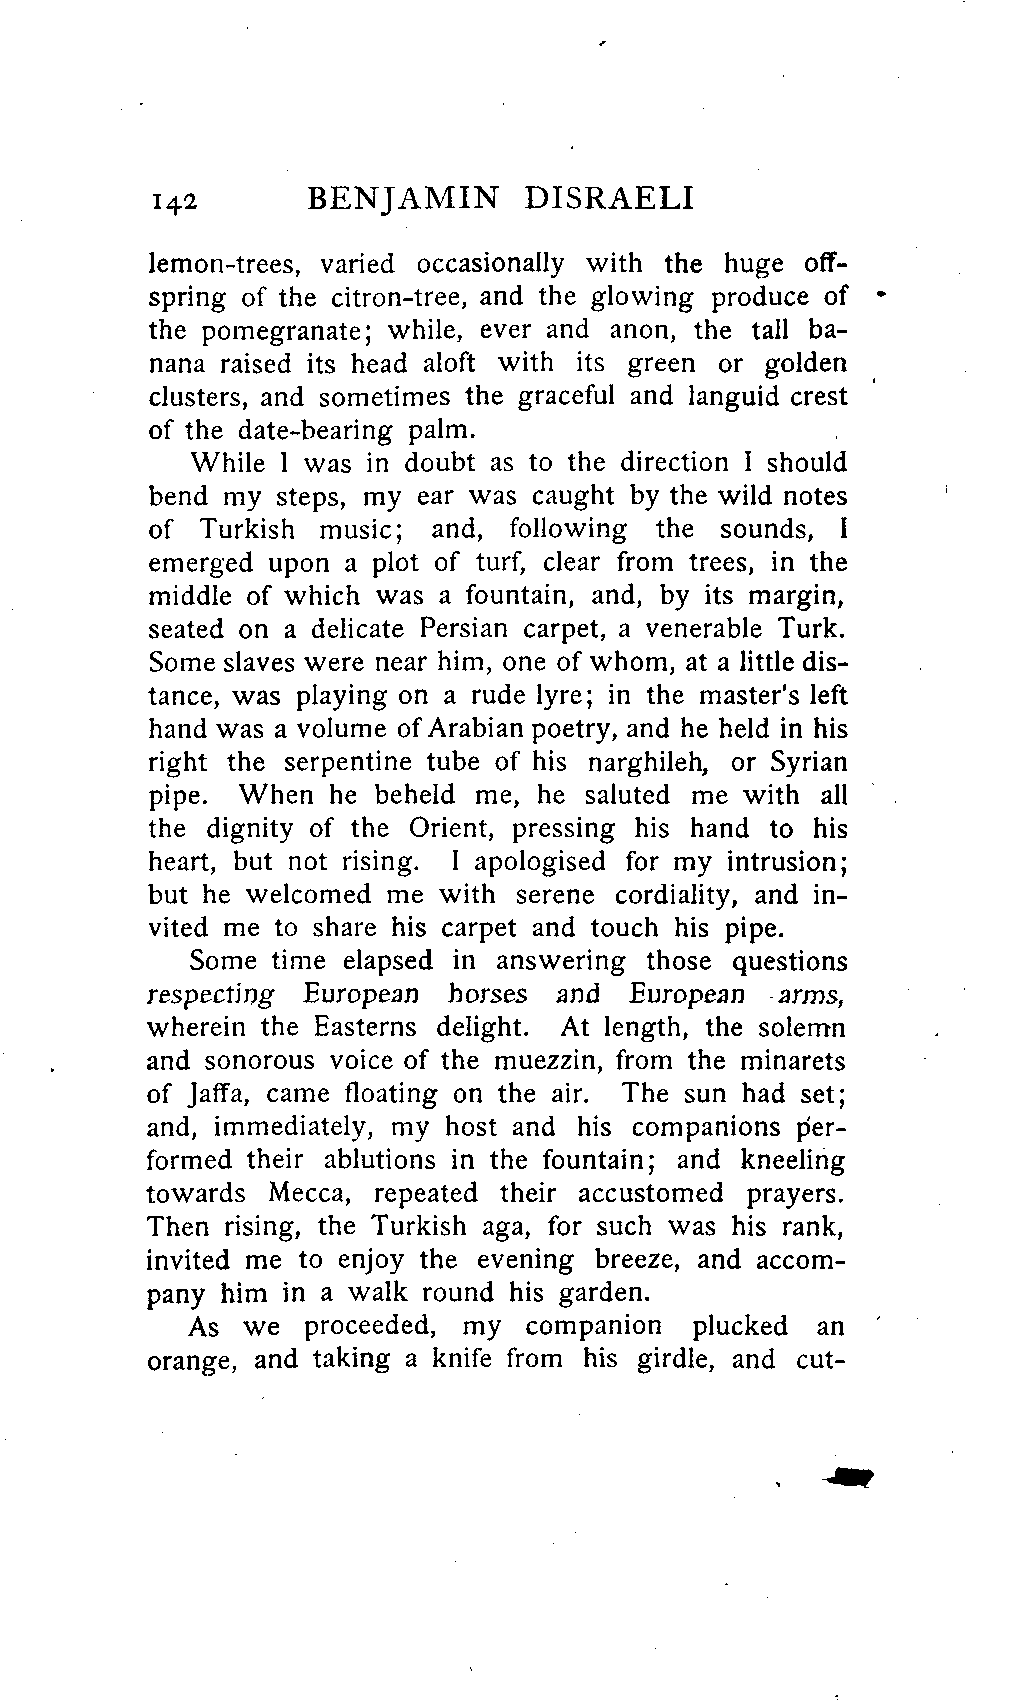 142 BENJAMIN DISRAELI
lemon-trees, varied occasionally with the huge off-
spring of the citron-tree, and the glowing produce of
the pomegranate; while, ever and anon, the tall ba-
nana raised its head aloft with its green or golden
clusters, and sometimes the graceful and languid crest
of the date-bearing palm.
While I was in doubt as to the direction I should
bend my steps, my ear was caught by the wild notes
of Turkish music; and, following the sounds, I
emerged upon a plot of turf, clear from trees, in the
middle of which was a fountain, and, by its margin,
seated on a delicate Persian carpet, a venerable Turk.
Some slaves were near him, one of whom, at a little dis-
tance, was playing on a rude lyre; in the master's left
hand was a volume of Arabian poetry, and he held in his
right the serpentine tube of his narghileh, or Syrian
pipe. When he beheld me, he saluted me with all
the dignity of the Orient, pressing his hand to his
heart, but not rising. I apologised for my intrusion;
but he welcomed me with serene cordiality, and in-
vited me to share his carpet and touch his pipe.
Some time elapsed in answering those questions
respecting European horses and European arms,
wherein the Easterns delight. At length, the solemn
and sonorous voice of the muezzin, from the minarets
of Jaffa, came floating on the air. The sun had set;
and, immediately, my host and his companions per-
formed their ablutions in the fountain; and kneeling
towards Mecca, repeated their accustomed prayers.
Then rising, the Turkish aga, for such was his rank,
invited me to enjoy the evening breeze, and accom-
pany him in a walk round his garden.
As we proceeded, my companion plucked an
orange, and taking a knife from his girdle, and cut-